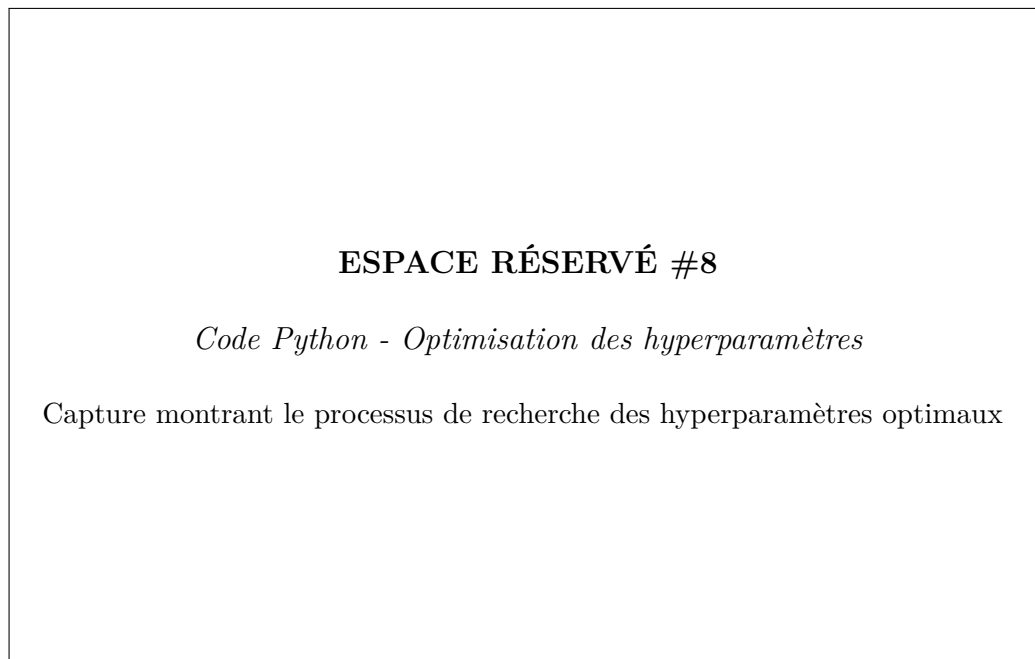 ESPACE RÉSERVÉ #8
Code Python - Optimisation des hyperparamètres
Capture montrant le processus de recherche des hyperparamètres optimaux